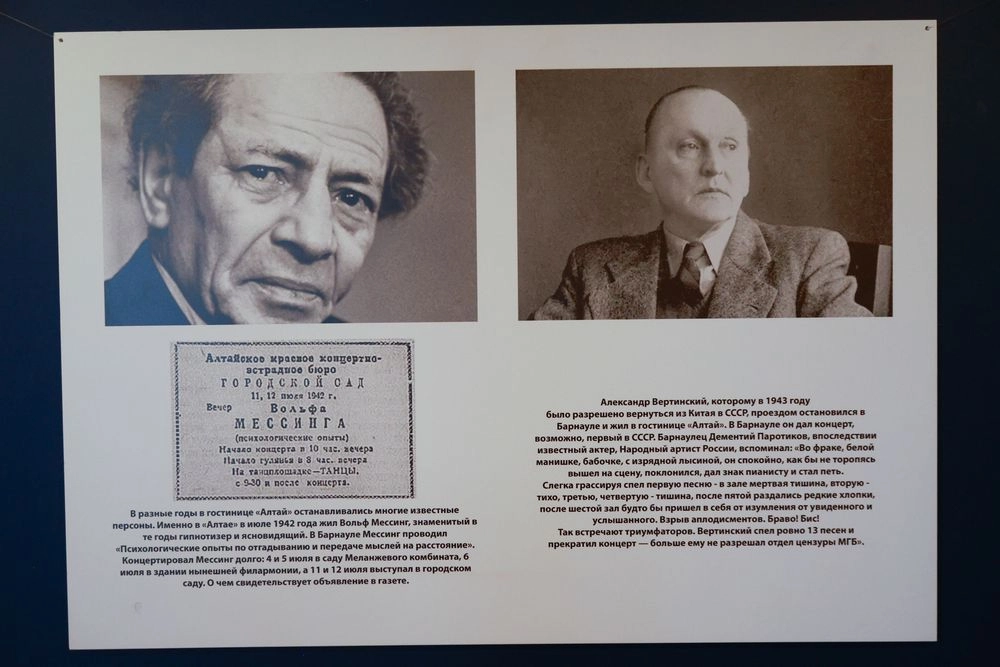 Алтайское краевое концертно-
эстрадное бюро
ГОРОДСКОЙ САД
11, 12 июля 1942 г.
Вечер Вольфа
МЕССИНГА
(психологические опыты)
Начало концерта в 10 час. вечера
Начало гулянья в 8 час. вечера
На танцплощадке—ТАНЦЫ,
с 9-30 и после концерта.
В разные годы в гостинице «Алтай» останавливались многие известные
персоны. Именно в «Алтае» в июле 1942 года жил Вольф Мессинг, знаменитый в
те годы гипнотизер и ясновидящий. В Барнауле Мессинг проводил
«Психологические опыты по отгадыванию и передаче мыслей на расстояние».
Концертировал Мессинг долго: 4 и 5 июля в саду Меланжевого комбината, 6
июля в здании нынешней филармонии, а 11 и 12 июля выступал в городском
саду. О чем свидетельствует объявление в газете.
Александр Вертинский, которому в 1943 году
было разрешено вернуться из Китая в СССР, проездом остановился в
Барнауле и жил в гостинице «Алтай». В Барнауле он дал концерт,
возможно, первый в СССР. Барнаулец Дементий Паротиков, впоследствии
известный актер, Народный артист России, вспоминал: «Во фраке, белой
манишке, бабочке, с изрядной лысиной, он спокойно, как бы не торопясь
вышел на сцену, поклонился, дал знак пианисту и стал петь.
Слегка грассируя спел первую песню - в зале мертвая тишина, вторую -
тихо, третью, четвертую - тишина, после пятой раздались редкие хлопки,
после шестой зал будто бы пришел в себя от изумления от увиденного и
услышанного. Взрыв аплодисментов. Браво! Бис!
Так встречают триумфаторов. Вертинский спел ровно 13 песен и
прекратил концерт — больше ему не разрешал отдел цензуры МГБ».